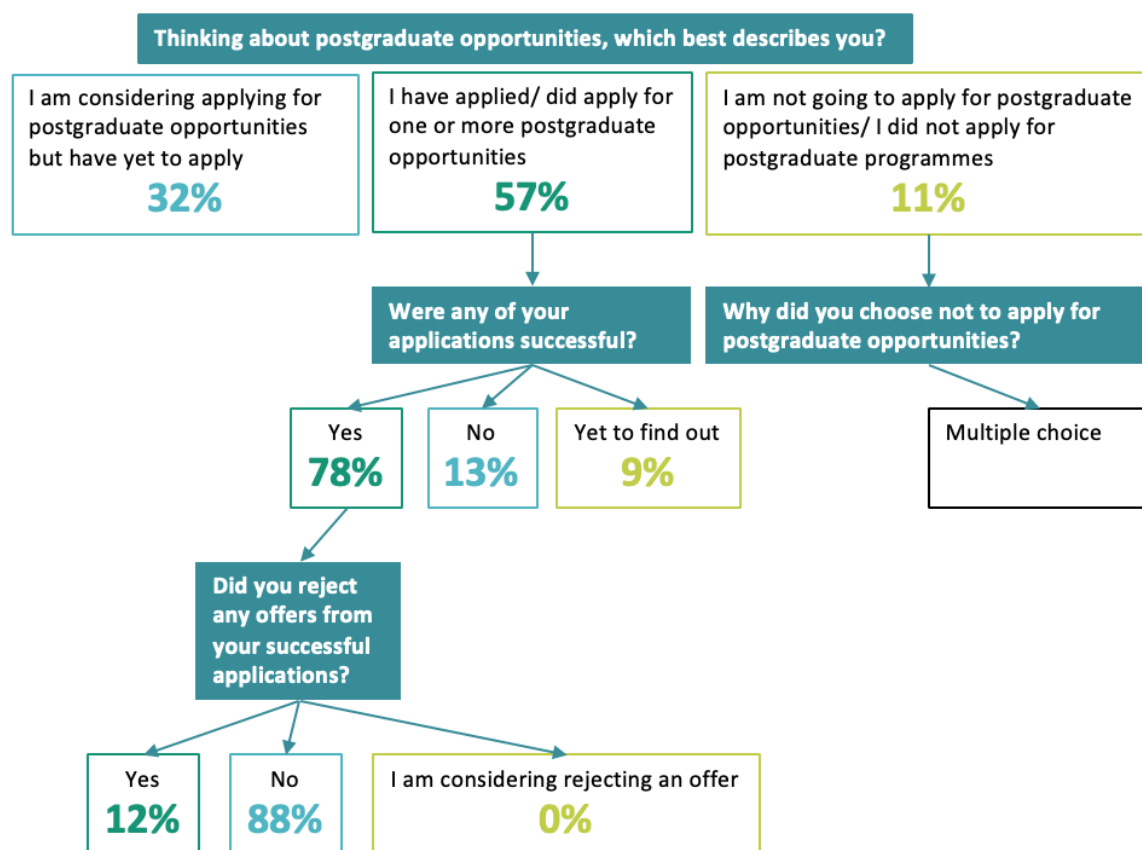 Thinking about postgraduate opportunities, which best describes you?
I am considering applying for
postgraduate opportunities
but have yet to apply
32%
I have applied/ did apply for
one or more postgraduate
opportunities
57%
I am not going to apply for postgraduate
opportunities/ I did not apply for
postgraduate programmes
11%
Were any of your
applications successful?
Why did you choose not to apply for
postgraduate opportunities?
Yes
78%
No
13%
Yet to find out
9%
Multiple choice
Did you reject
any offers from
your successful
applications?
Yes
12%
No
88%
I am considering rejecting an offer
0%